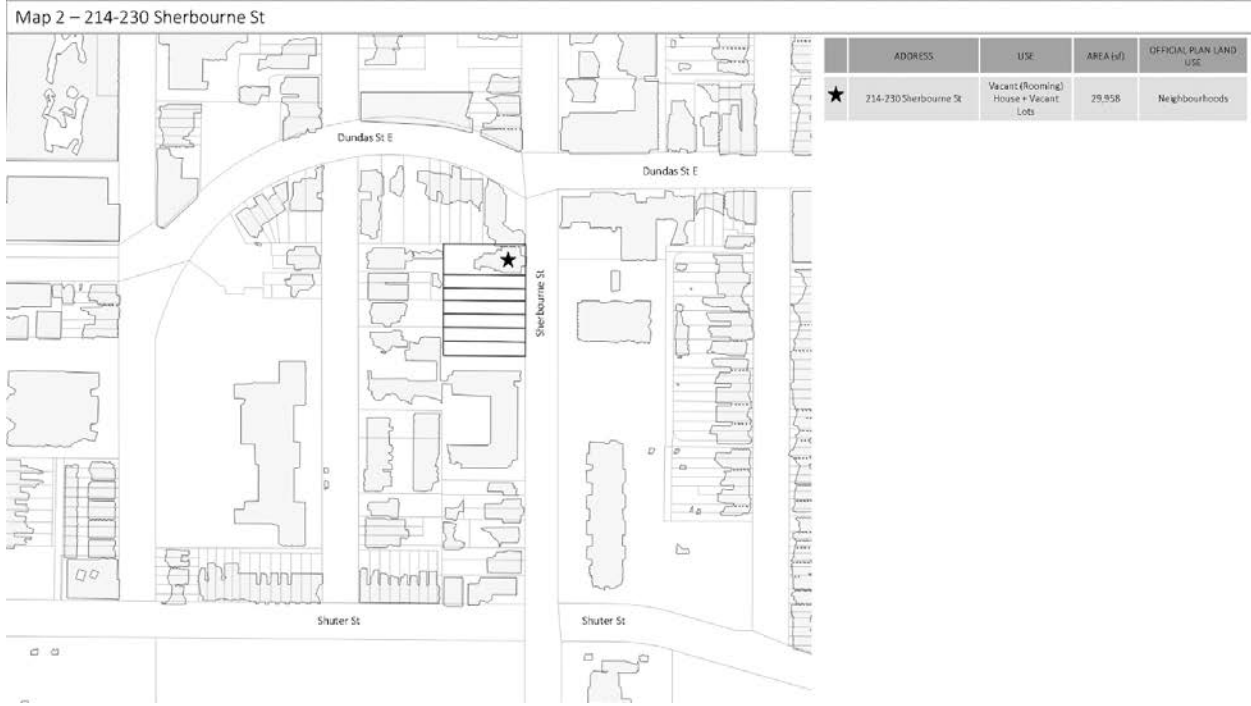 Map 2 – 214-230 Sherbourne St
ADDRESS
USE
AREA (sf)
OFFICIAL PLAN LAND
USE
214-230 Sherbourne St
Vacant (Rooming)
House + Vacant
Lots
29,958
Neighbourhoods
Dundas St E
Dundas St E
Sherbourne St
Shuter St
Shuter St